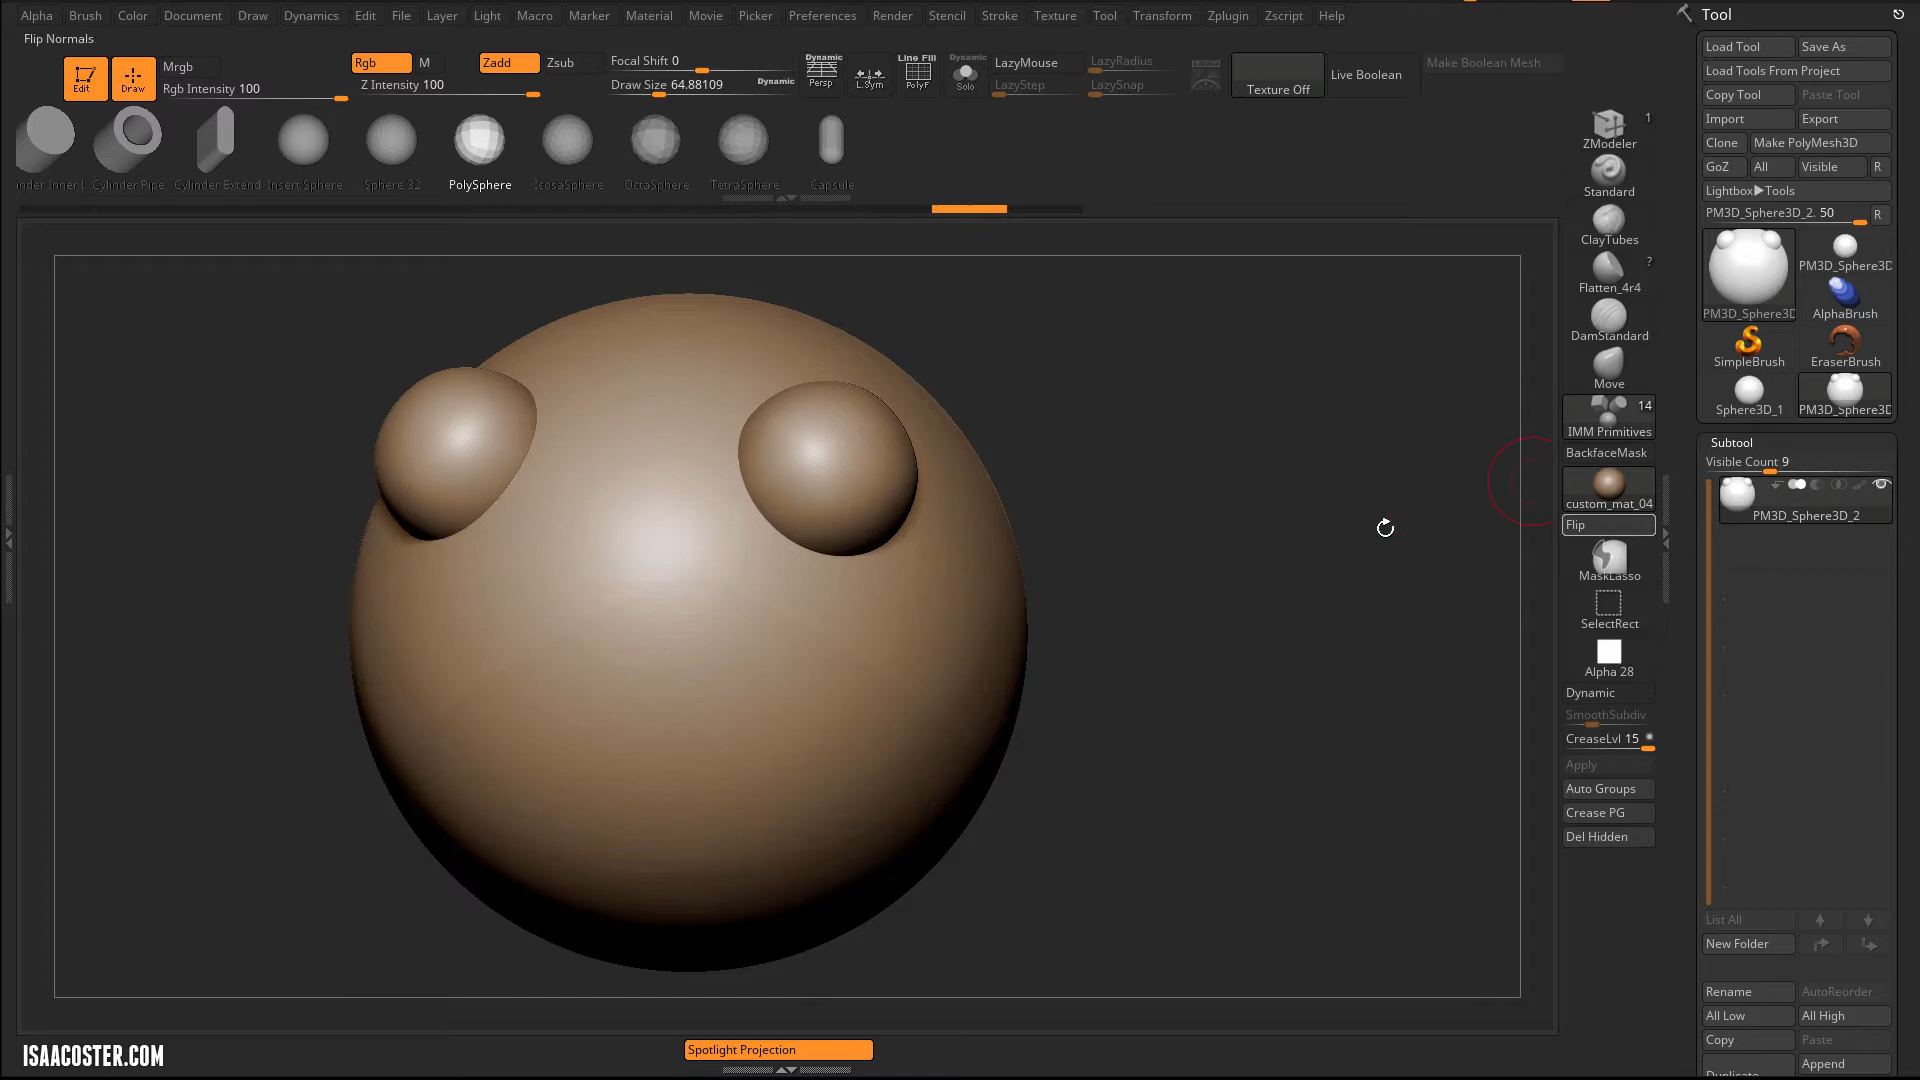 Alpha Brush Color Document Draw Dynamics Edit File Layer Light Macro Marker Material Movie Picker Preferences Render Stencil Stroke Texture Tool Transform Zplugin Zscript Help
Flip Normals
Edit
Draw
Mrgb
Rgb Intensity 100
Rgb M
Zadd Zsub
Z Intensity 100
Focal Shift 0
Draw Size 64.88109
Dynamic
Dynamic
Persp
L.Sym
Line Fill
PolyF
Dynamic
Solo
LazyMouse LazyRadius
LazyStep LazySnap
Texture Off
Live Boolean
Make Boolean Mesh
Cylinder Pipe
Cylinder Extend
Insert Sphere
Sphere 32
PolySphere
IcosaSphere
OctaSphere
TetraSphere
Capsule
1
ZModeler
Standard
ClayTubes
?
Flatten_4r4
DamStandard
Move
14
IMM Primitives
BackfaceMask
custom_mat_04
Flip
MaskLasso
SelectRect
Alpha 28
Dynamic
SmoothSubdiv
CreaseLvl 15
Apply
Auto Groups
Crease PG
Del Hidden
Tool
Load Tool Save As
Load Tools From Project
Copy Tool Paste Tool
Import Export
Clone Make PolyMesh3D
GoZ All Visible R
Lightbox▶Tools
PM3D_Sphere3D_2. 50 R
PM3D_Sphere3D
PM3D_Sphere3D
AlphaBrush
SimpleBrush
EraserBrush
Sphere3D_1
PM3D_Sphere3D
Subtool
Visible Count 9
PM3D_Sphere3D_2
List All
New Folder
Rename AutoReorder
All Low All High
Copy Paste
Duplicate Append
ISAACOSTER.COM
Spotlight Projection